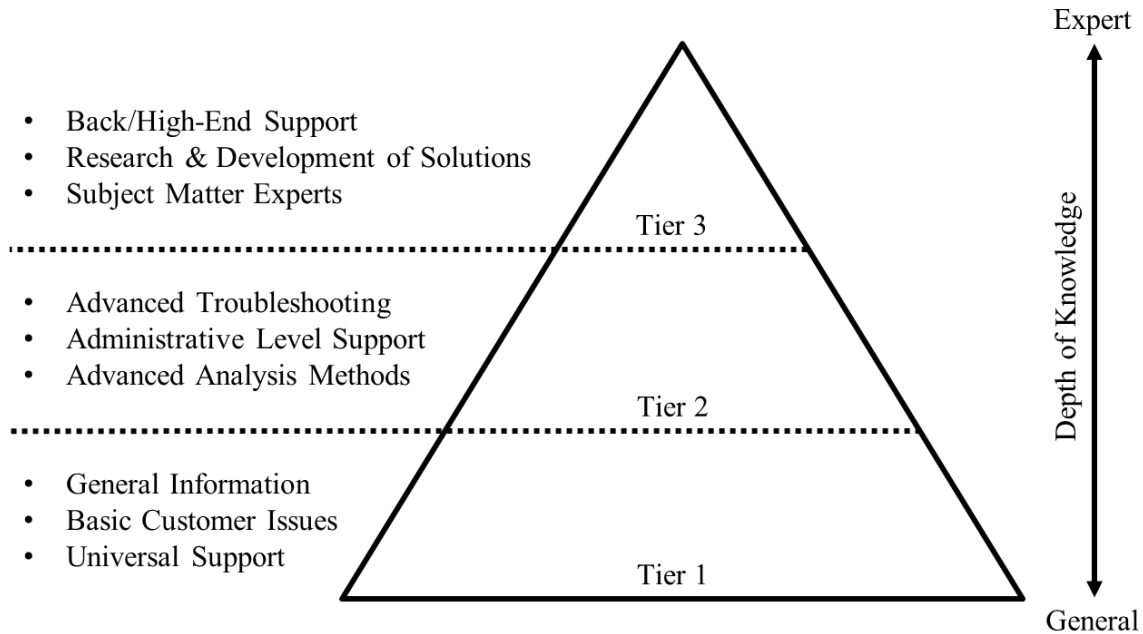 Expert
• Back/High-End Support
• Research & Development of Solutions
• Subject Matter Experts
Tier 3
• Advanced Troubleshooting
• Administrative Level Support
• Advanced Analysis Methods
Tier 2
• General Information
• Basic Customer Issues
• Universal Support
Tier 1
Depth of Knowledge
General